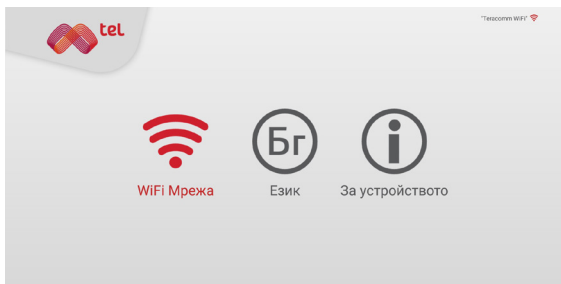 tel
"Teracomm WiFi"
Бг
WiFi Мрежа
Език
За устройството